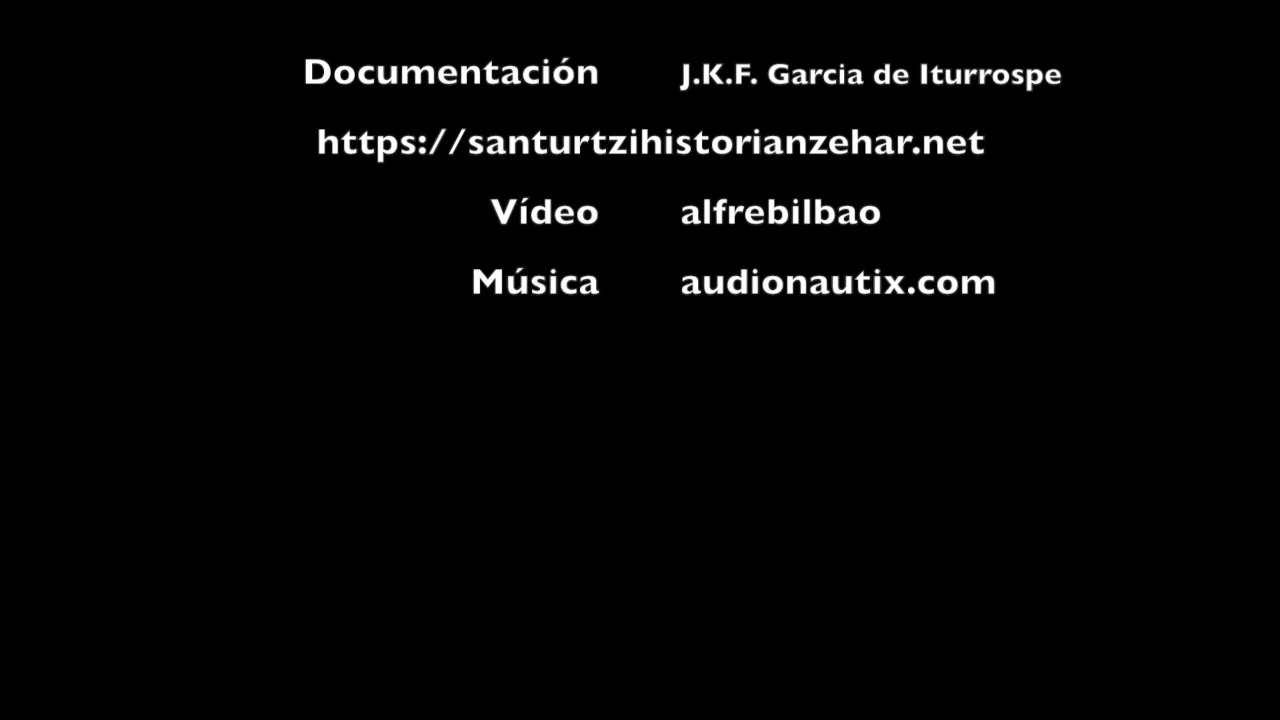 Documentación J.K.F. Garcia de Iturrospe
https://santurtzihistorianzehar.net
Vídeo alfrebilbao
Música audionautix.com